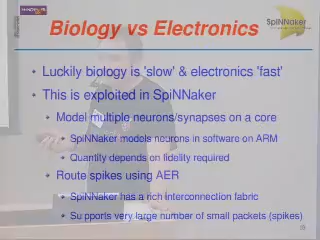 Biology vs Electronics
SpiNNaker
Luckily biology is 'slow' & electronics 'fast'
This is exploited in SpiNNaker
Model multiple neurons/synapses on a core
SpiNNaker models neurons in software on ARM
Quantity depends on fidelity required
Route spikes using AER
SpiNNaker has a rich interconnection fabric
Su pports very large number of small packets (spikes)